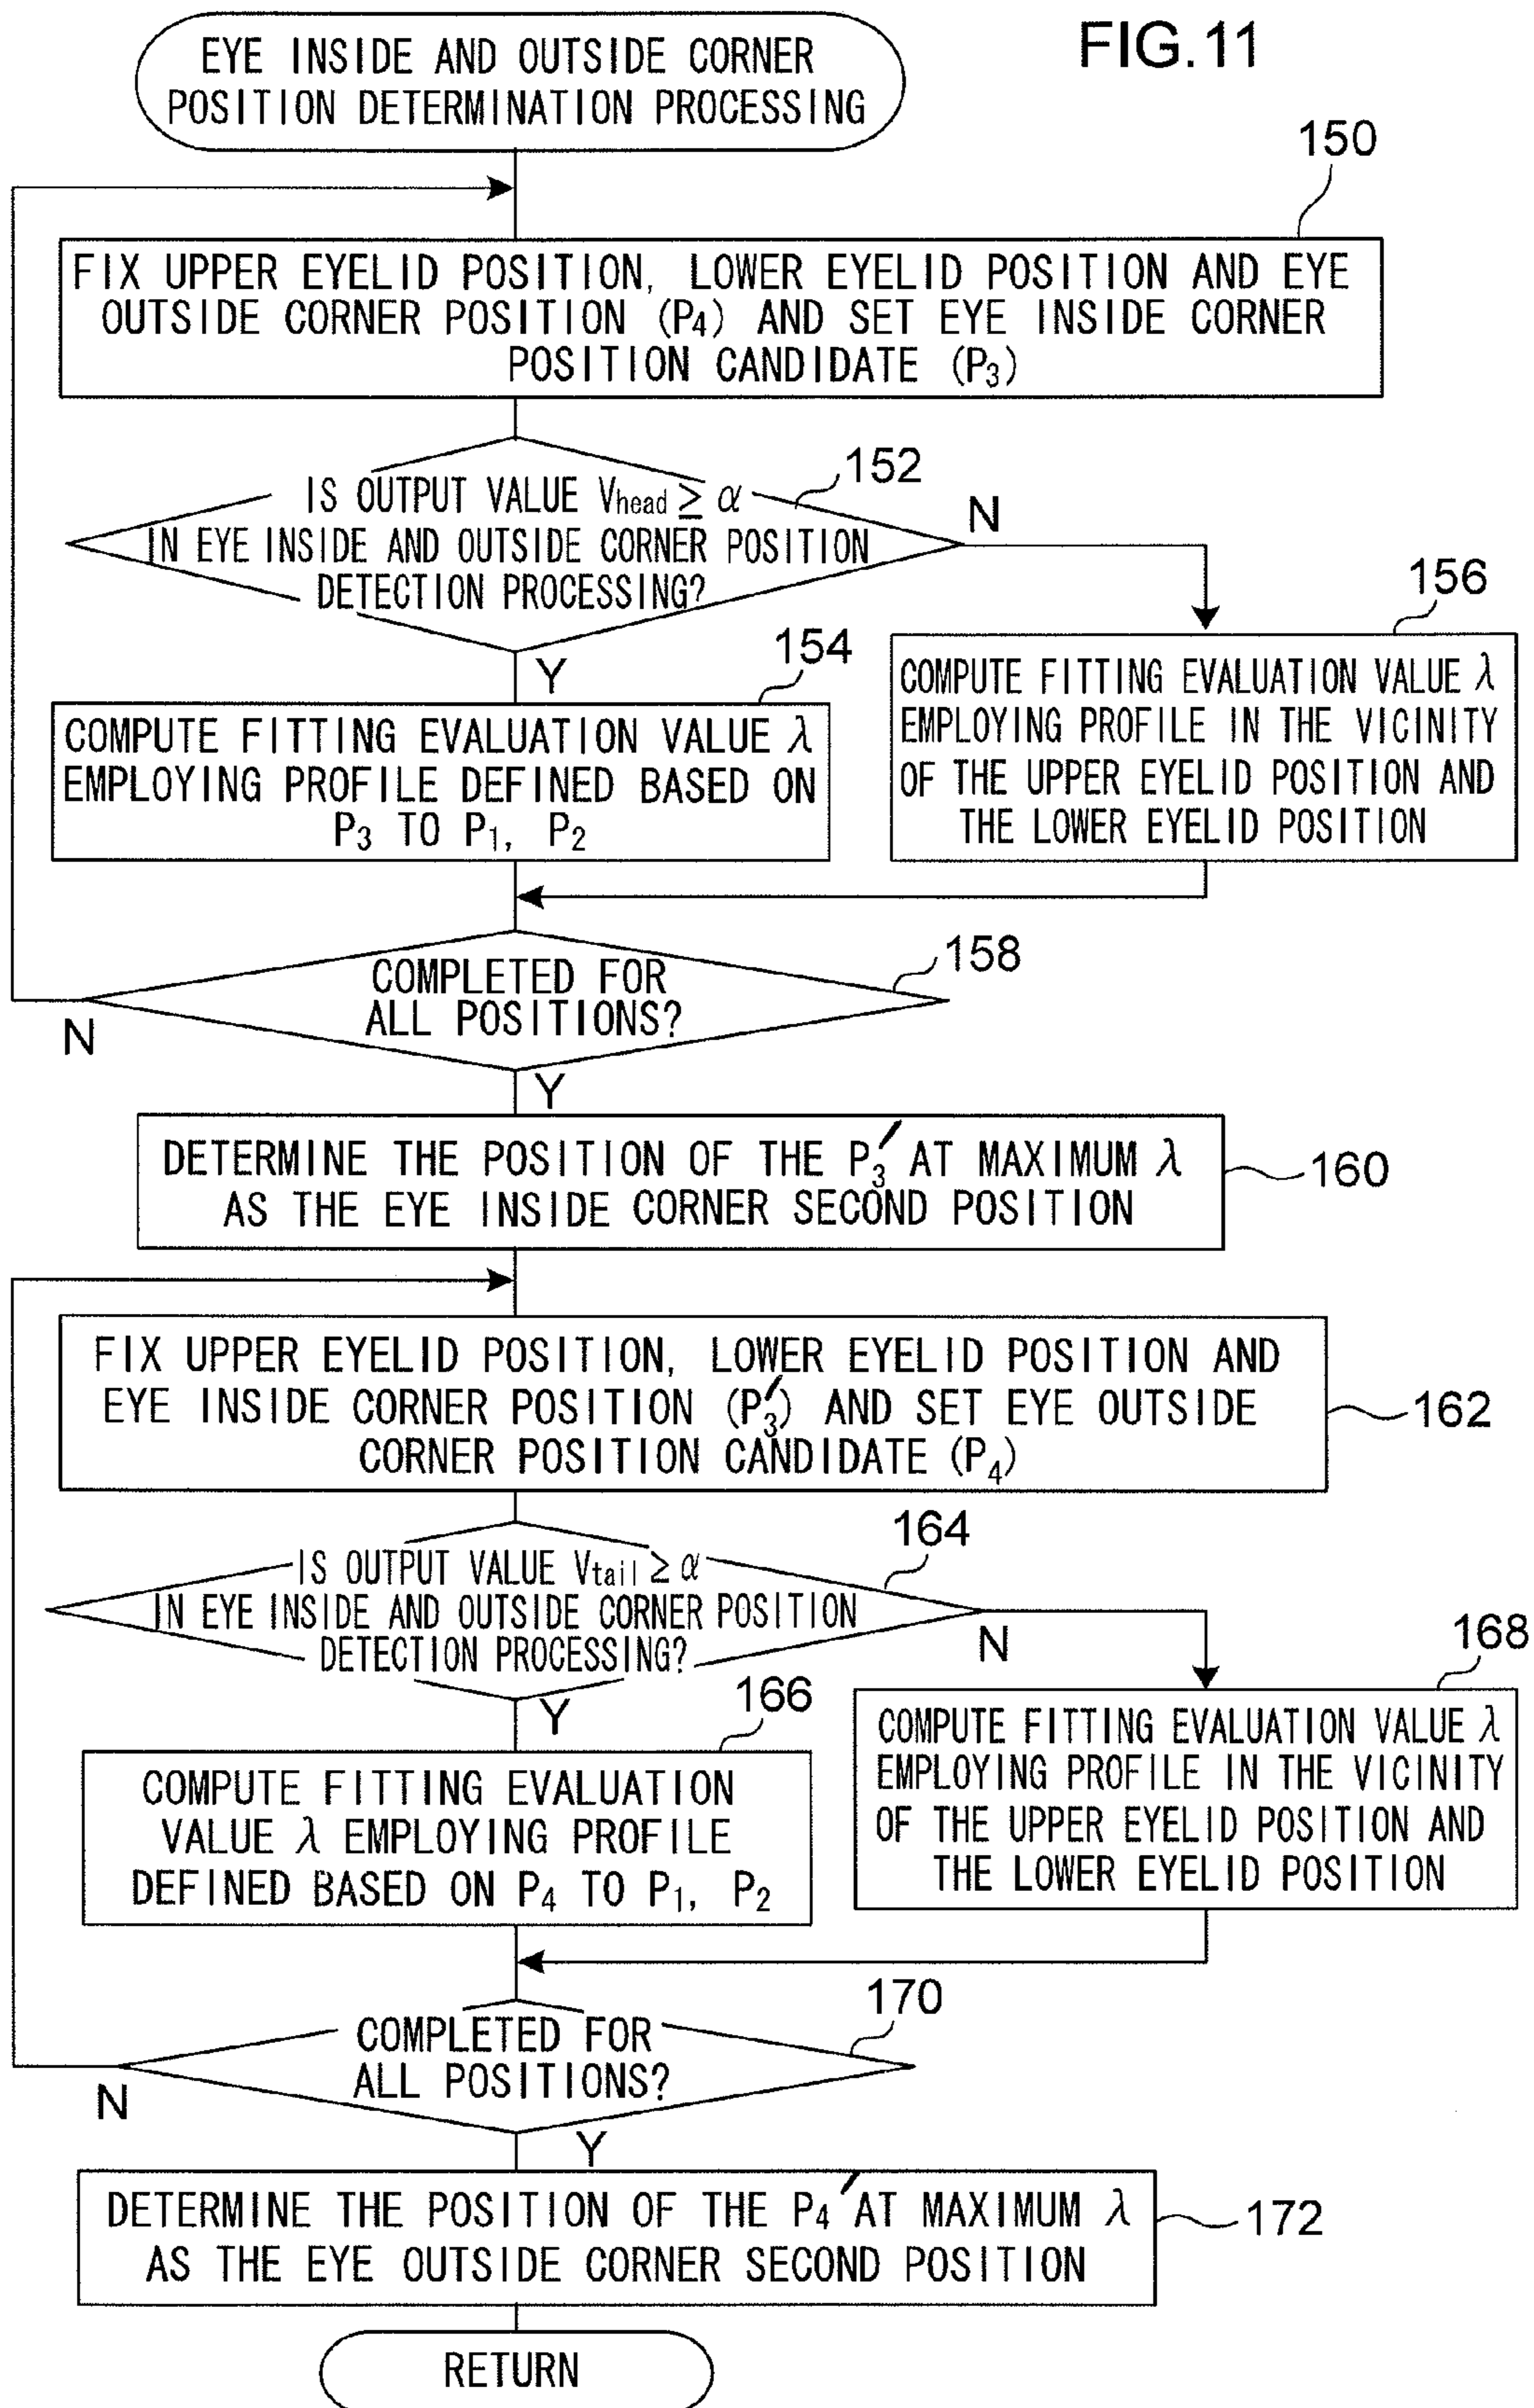 FIG.11
EYE INSIDE AND OUTSIDE CORNER
POSITION DETERMINATION PROCESSING
150
FIX UPPER EYELID POSITION, LOWER EYELID POSITION AND EYE
OUTSIDE CORNER POSITION (P4) AND SET EYE INSIDE CORNER
POSITION CANDIDATE (P3)
152
IS OUTPUT VALUE Vhead ≥ α
IN EYE INSIDE AND OUTSIDE CORNER POSITION
DETECTION PROCESSING?
N
Y
154
COMPUTE FITTING EVALUATION VALUE λ
EMPLOYING PROFILE DEFINED BASED ON
P3 TO P1, P2
156
COMPUTE FITTING EVALUATION VALUE λ
EMPLOYING PROFILE IN THE VICINITY
OF THE UPPER EYELID POSITION AND
THE LOWER EYELID POSITION
158
COMPLETED FOR
ALL POSITIONS?
N
Y
DETERMINE THE POSITION OF THE P3′ AT MAXIMUM λ
AS THE EYE INSIDE CORNER SECOND POSITION
160
FIX UPPER EYELID POSITION, LOWER EYELID POSITION AND
EYE INSIDE CORNER POSITION (P3′) AND SET EYE OUTSIDE
CORNER POSITION CANDIDATE (P4)
162
164
IS OUTPUT VALUE Vtail ≥ α
IN EYE INSIDE AND OUTSIDE CORNER POSITION
DETECTION PROCESSING?
N
Y
166
COMPUTE FITTING EVALUATION
VALUE λ EMPLOYING PROFILE
DEFINED BASED ON P4 TO P1, P2
168
COMPUTE FITTING EVALUATION VALUE λ
EMPLOYING PROFILE IN THE VICINITY
OF THE UPPER EYELID POSITION AND
THE LOWER EYELID POSITION
170
COMPLETED FOR
ALL POSITIONS?
N
Y
DETERMINE THE POSITION OF THE P4′ AT MAXIMUM λ
AS THE EYE OUTSIDE CORNER SECOND POSITION
172
RETURN